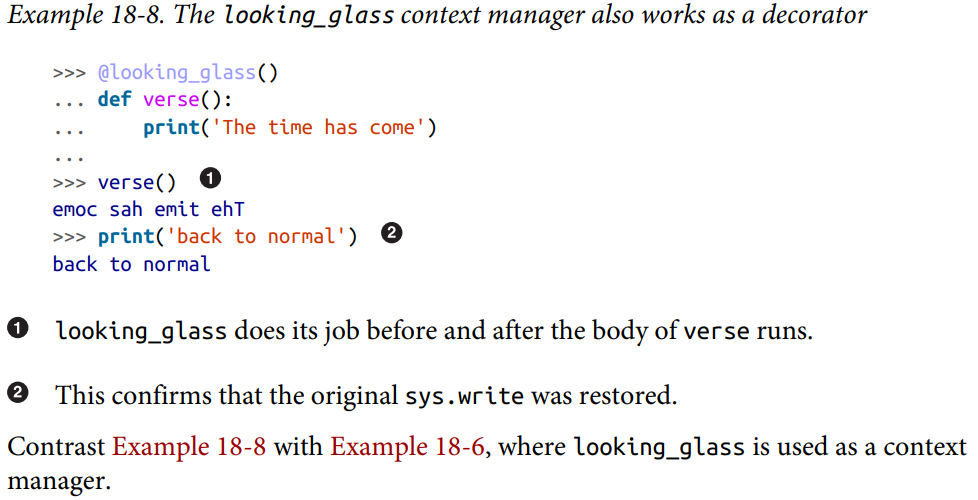 Example 18-8. The looking_glass context manager also works as a decorator
>>> @looking_glass()
... def verse():
...     print('The time has come')
...
>>> verse() ❶
emoc sah emit ehT
>>> print('back to normal') ❷
back to normal
❶ looking_glass does its job before and after the body of verse runs.
❷ This confirms that the original sys.write was restored.
Contrast Example 18-8 with Example 18-6, where looking_glass is used as a context
manager.